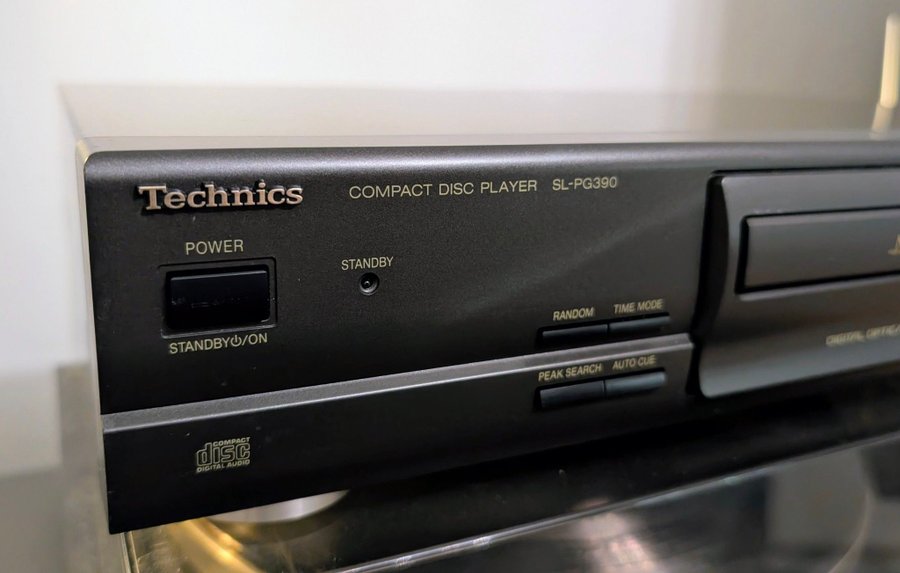 Technics
COMPACT DISC PLAYER SL-PG390
POWER
STANDBY⏻/ON
STANDBY
RANDOM
TIME MODE
PEAK SEARCH
AUTO CUE
COMPACT
disc
DIGITAL AUDIO
DIGITAL